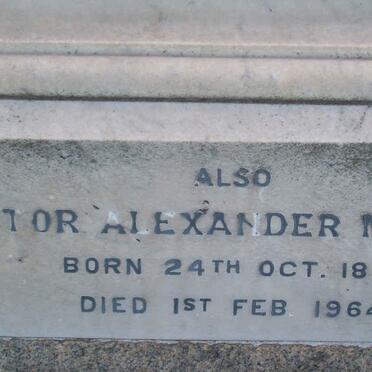 ALSO
TOR ALEXANDER
BORN 24TH OCT. 18
DIED 1ST FEB 1964